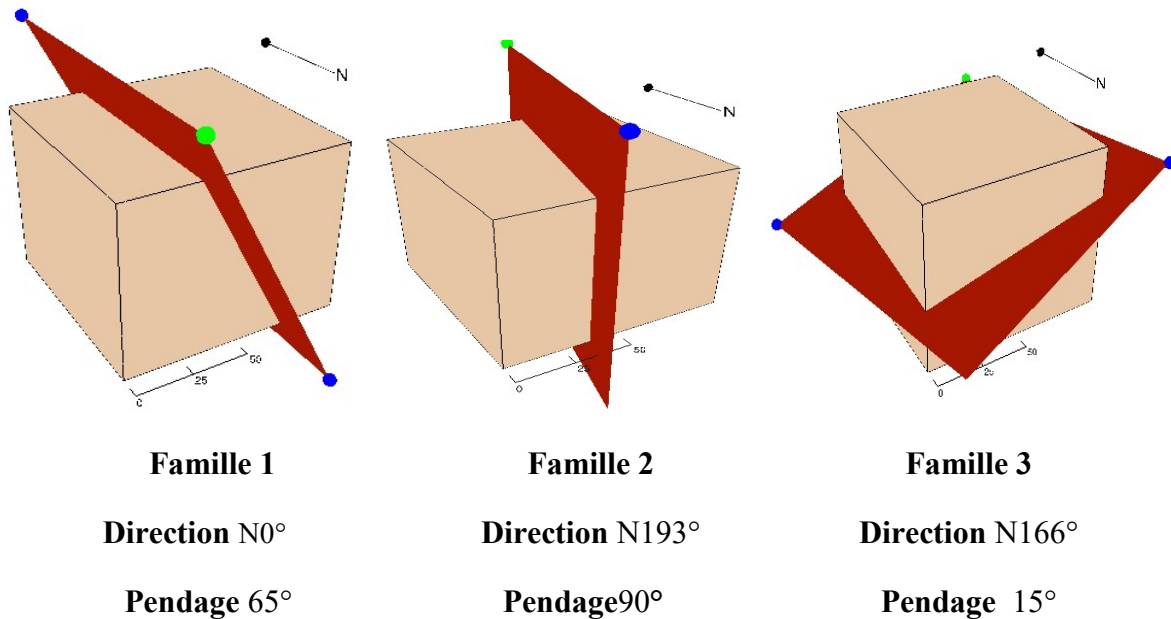 N
N
N
0 25 50
0 25 50
0 25 50
Famille 1 Famille 2 Famille 3
Direction N0° Direction N193° Direction N166°
Pendage 65° Pendage90° Pendage 15°